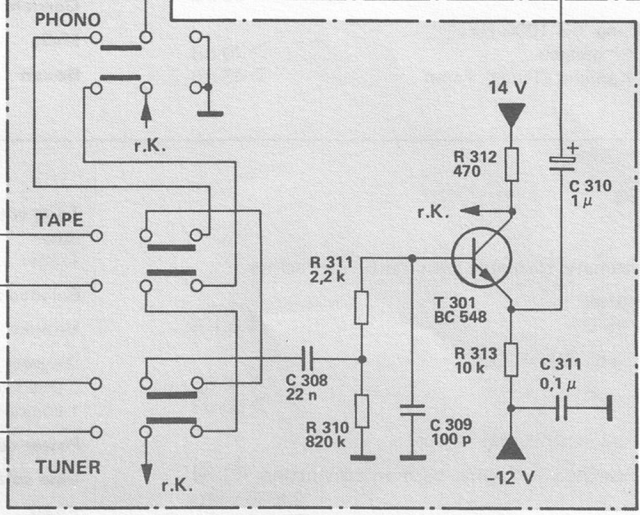 PHONO
r.K.
14 V
R 312
470
+
C 310
1 µ
r.K.
TAPE
R 311
2,2 k
T 301
BC 548
R 313
10 k
C 311
0,1 µ
C 308
22 n
R 310
820 k
C 309
100 p
TUNER
r.K.
-12 V